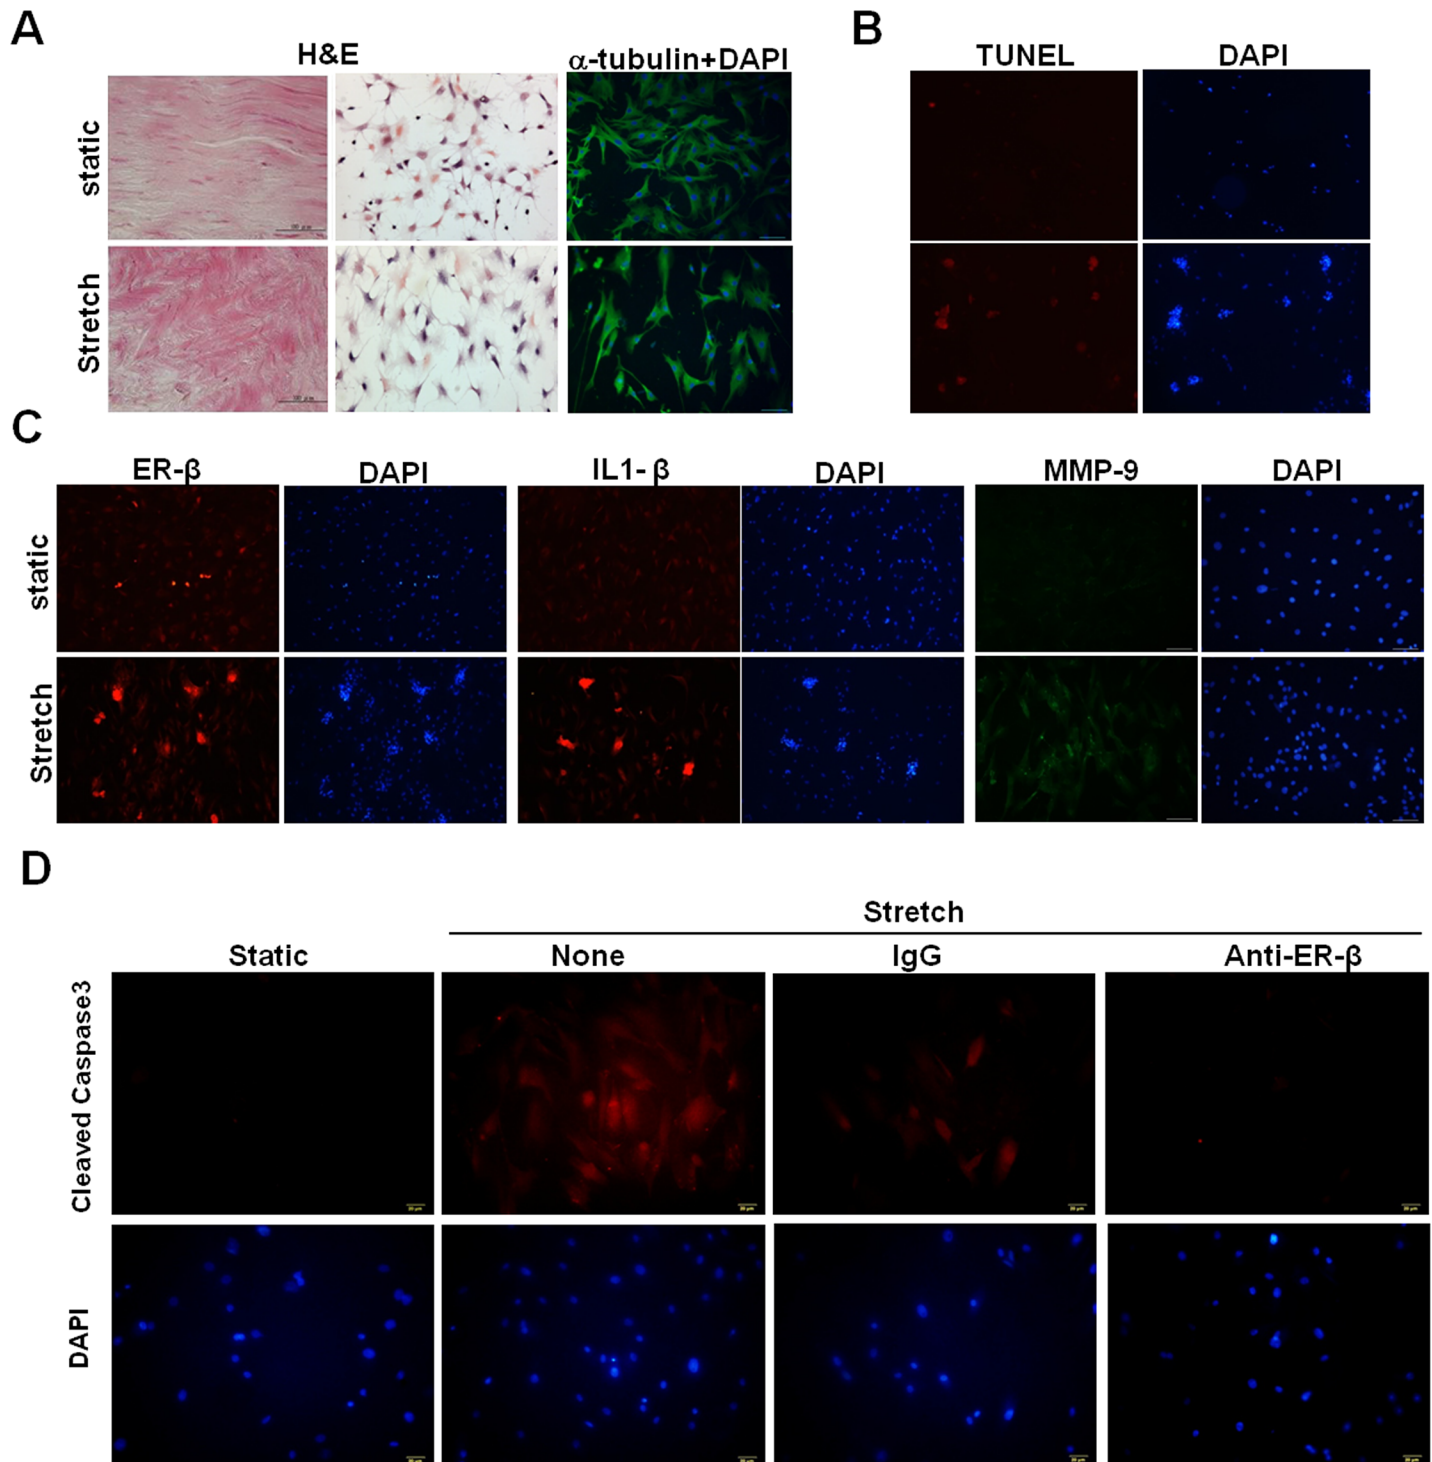 A
H&E
α-tubulin+DAPI
static
Stretch
B
TUNEL
DAPI
C
ER-β
DAPI
IL1- β
DAPI
MMP-9
DAPI
static
Stretch
D
Stretch
Static
None
IgG
Anti-ER-β
Cleaved Caspase3
DAPI